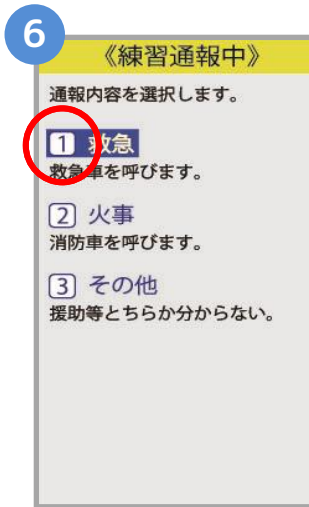 6
《練習通報中》
通報内容を選択します。
1 救急
救急車を呼びます。
2 火事
消防車を呼びます。
3 その他
援助等とちらか分からない。